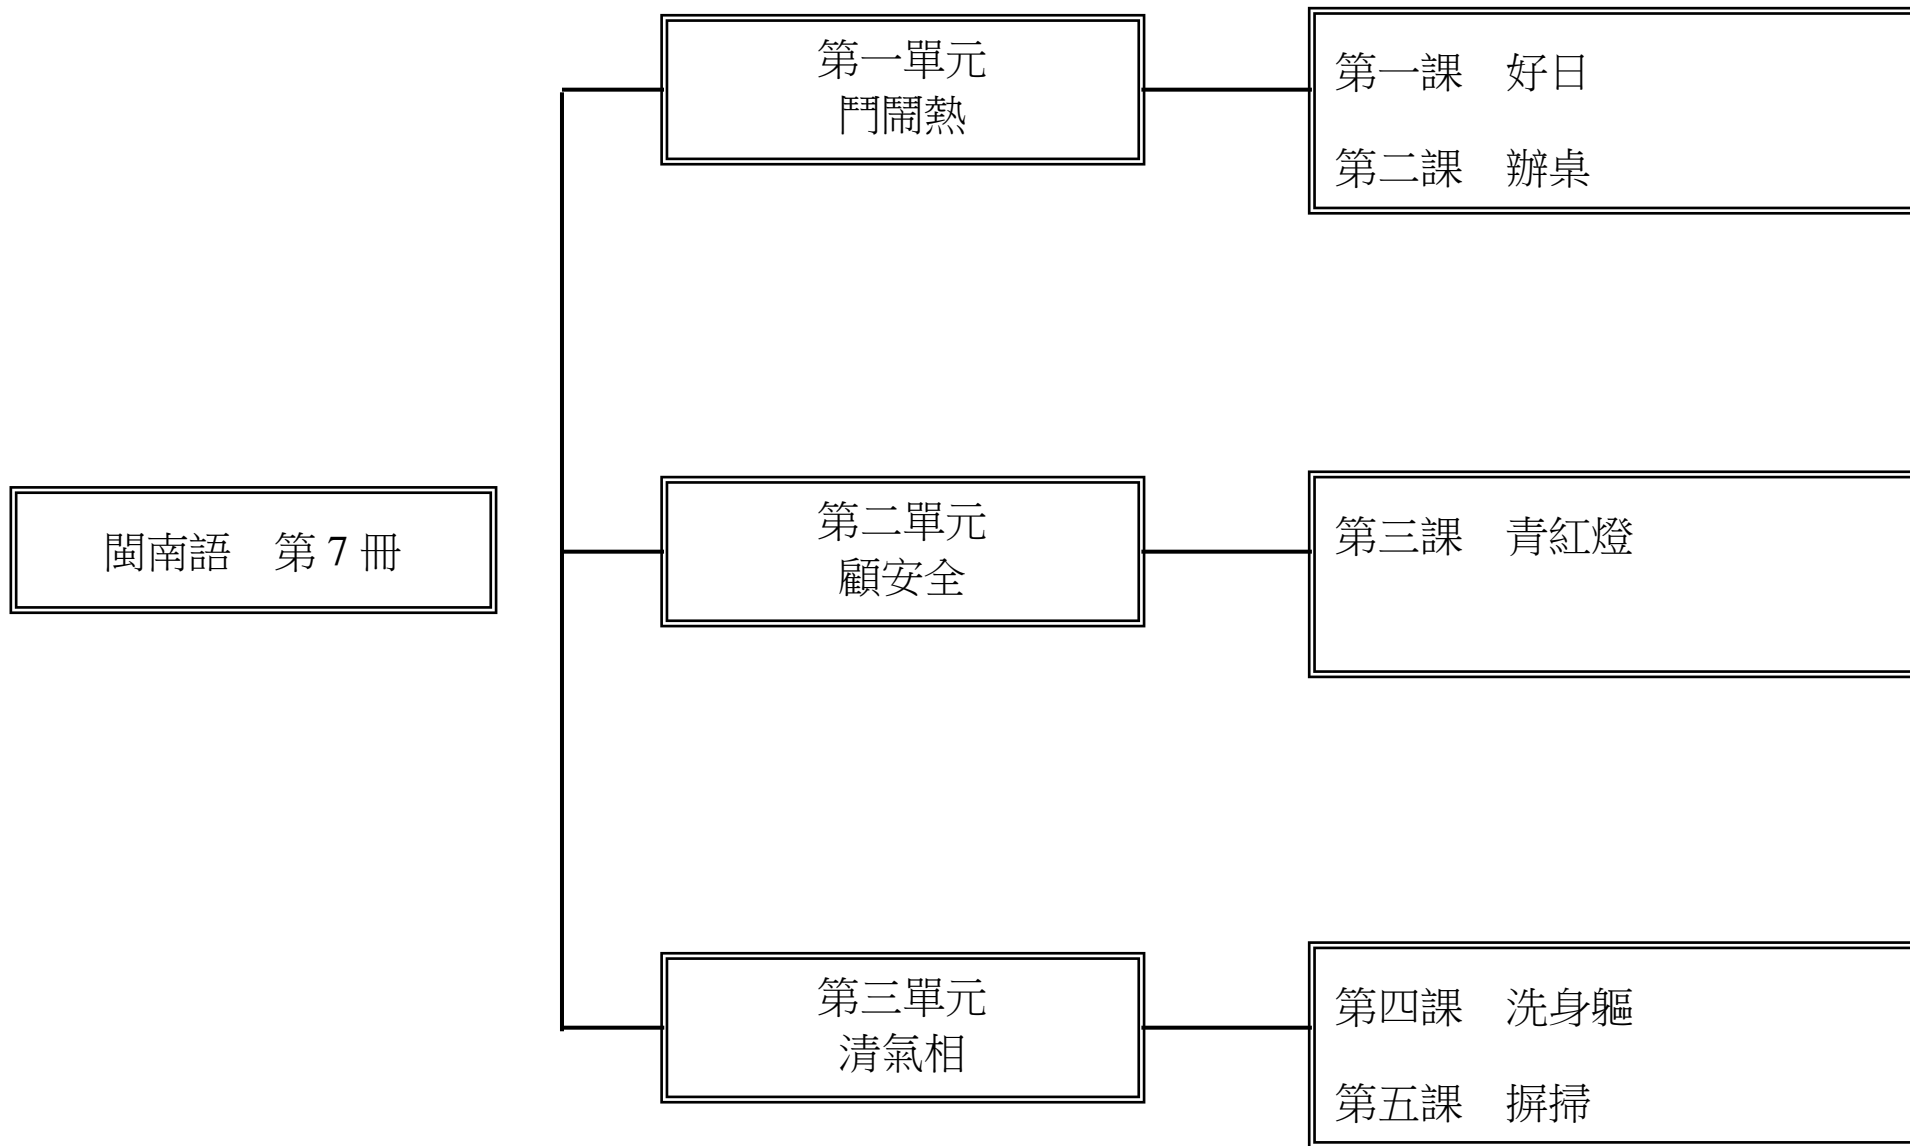 閩南語　第 7 冊
第一單元
鬥鬧熱
第一課　好日
第二課　辦桌
第二單元
顧安全
第三課　青紅燈
第三單元
清氣相
第四課　洗身軀
第五課　摒掃